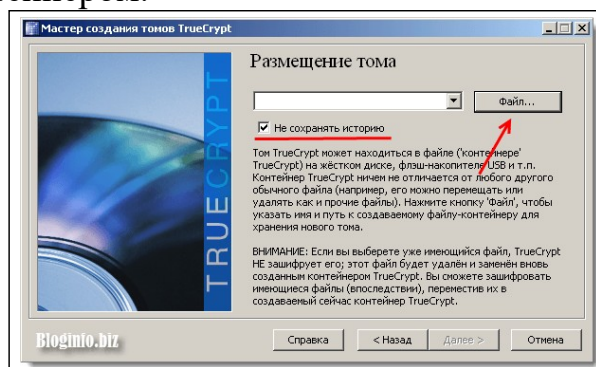 Мастер создания томов TrueCrypt
Размещение тома
Файл...
Не сохранять историю
Том TrueCrypt может находиться в файле ('контейнере'
TrueCrypt) на жёстком диске, флэш-накопителе USB и т.п.
Контейнер TrueCrypt ничем не отличается от любого другого
обычного файла (например, его можно перемещать или
удалять как и прочие файлы). Нажмите кнопку 'Файл', чтобы
указать имя и путь к создаваемому файлу-контейнеру для
хранения нового тома.
ВНИМАНИЕ: Если вы выберете уже имеющийся файл, TrueCrypt
НЕ зашифрует его; этот файл будет удалён и заменён вновь
созданным контейнером TrueCrypt. Вы сможете зашифровать
имеющиеся файлы (впоследствии), переместив их в
создаваемый сейчас контейнер TrueCrypt.
TRUECRYPT
Bloginfo.biz
Справка
< Назад
Далее >
Отмена